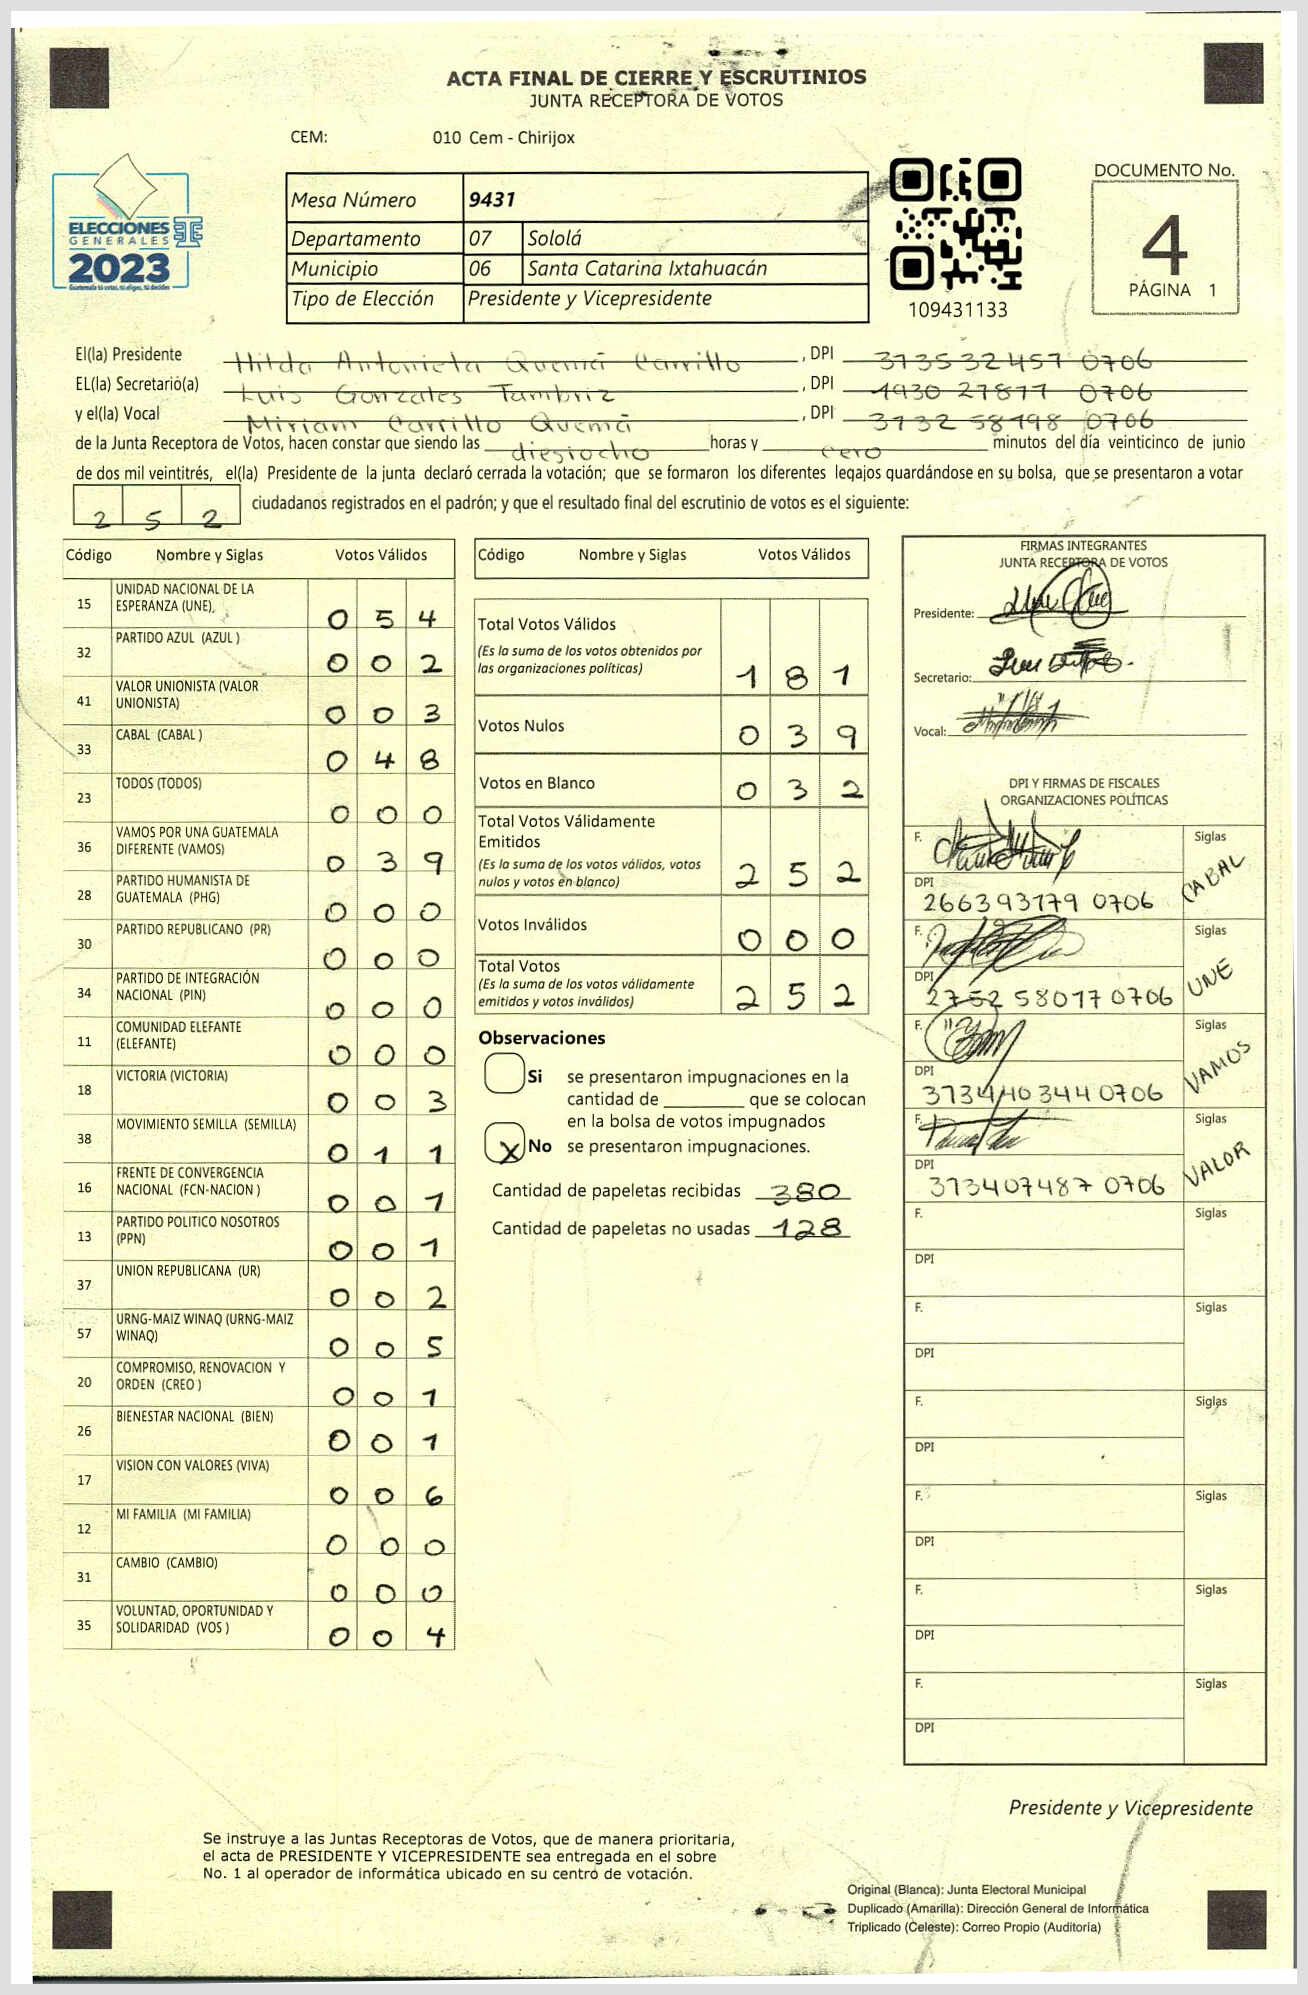 ACTA FINAL DE CIERRE Y ESCRUTINIOS
JUNTA RECEPTORA DE VOTOS
CEM: 010 Cem - Chirijox
ELECCIONES
GENERALES
2023
Guatemala tú votas, tú eliges, tú decides
Mesa Número 9431
Departamento 07 Sololá
Municipio 06 Santa Catarina Ixtahuacán
Tipo de Elección Presidente y Vicepresidente
109431133
DOCUMENTO No.
4
PÁGINA 1
El(la) Presidente Hilda Antonieta Quemá Carrillo , DPI 3735 32457 0706
EL(la) Secretario(a) Luis Gonzales Tambriz , DPI 1930 27877 0706
y el(la) Vocal Miriam Carrillo Quemá , DPI 3732 58198 0706
de la Junta Receptora de Votos, hacen constar que siendo las diesiocho horas y cero minutos del día veinticinco de junio
de dos mil veintitrés, el(la) Presidente de la junta declaró cerrada la votación; que se formaron los diferentes legajos guardándose en su bolsa, que se presentaron a votar
252 ciudadanos registrados en el padrón; y que el resultado final del escrutinio de votos es el siguiente:
Código Nombre y Siglas Votos Válidos
15 UNIDAD NACIONAL DE LA
ESPERANZA (UNE), 0 5 4
32 PARTIDO AZUL (AZUL ) 0 0 2
41 VALOR UNIONISTA (VALOR
UNIONISTA) 0 0 3
33 CABAL (CABAL ) 0 4 8
23 TODOS (TODOS) 0 0 0
36 VAMOS POR UNA GUATEMALA
DIFERENTE (VAMOS) 0 3 9
28 PARTIDO HUMANISTA DE
GUATEMALA (PHG) 0 0 0
30 PARTIDO REPUBLICANO (PR) 0 0 0
34 PARTIDO DE INTEGRACIÓN
NACIONAL (PIN) 0 0 0
11 COMUNIDAD ELEFANTE
(ELEFANTE) 0 0 0
18 VICTORIA (VICTORIA) 0 0 3
38 MOVIMIENTO SEMILLA (SEMILLA) 0 1 1
16 FRENTE DE CONVERGENCIA
NACIONAL (FCN-NACION ) 0 0 1
13 PARTIDO POLITICO NOSOTROS
(PPN) 0 0 1
37 UNION REPUBLICANA (UR) 0 0 2
57 URNG-MAIZ WINAQ (URNG-MAIZ
WINAQ) 0 0 5
20 COMPROMISO, RENOVACION Y
ORDEN (CREO ) 0 0 1
26 BIENESTAR NACIONAL (BIEN) 0 0 1
17 VISION CON VALORES (VIVA) 0 0 6
12 MI FAMILIA (MI FAMILIA) 0 0 0
31 CAMBIO (CAMBIO) 0 0 0
35 VOLUNTAD, OPORTUNIDAD Y
SOLIDARIDAD (VOS ) 0 0 4
Código Nombre y Siglas Votos Válidos
Total Votos Válidos
(Es la suma de los votos obtenidos por
las organizaciones políticas) 1 8 1
Votos Nulos 0 3 9
Votos en Blanco 0 3 2
Total Votos Válidamente
Emitidos
(Es la suma de los votos válidos, votos
nulos y votos en blanco) 2 5 2
Votos Inválidos 0 0 0
Total Votos
(Es la suma de los votos válidamente
emitidos y votos inválidos) 2 5 2
Observaciones
Si se presentaron impugnaciones en la
cantidad de ________ que se colocan
en la bolsa de votos impugnados
X No se presentaron impugnaciones.
Cantidad de papeletas recibidas 380
Cantidad de papeletas no usadas 128
FIRMAS INTEGRANTES
JUNTA RECEPTORA DE VOTOS
Presidente:
Secretario:
Vocal:
DPI Y FIRMAS DE FISCALES
ORGANIZACIONES POLÍTICAS
F. Siglas
DPI CABAL
266393179 0706
F. Siglas
DPI UNE
2752 58017 0706
F. Siglas
DPI VAMOS
373440344 0706
F. Siglas
DPI VALOR
373407487 0706
F. Siglas
DPI
F. Siglas
DPI
F. Siglas
DPI
F. Siglas
DPI
F. Siglas
DPI
F. Siglas
DPI
Presidente y Vicepresidente
Se instruye a las Juntas Receptoras de Votos, que de manera prioritaria,
el acta de PRESIDENTE Y VICEPRESIDENTE sea entregada en el sobre
No. 1 al operador de informática ubicado en su centro de votación.
Original (Blanca): Junta Electoral Municipal
Duplicado (Amarilla): Dirección General de Informática
Triplicado (Celeste): Correo Propio (Auditoría)